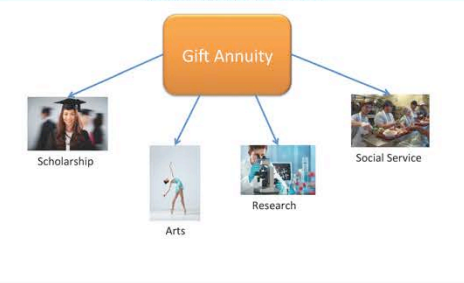 Gift Annuity
Scholarship
Arts
Research
Social Service